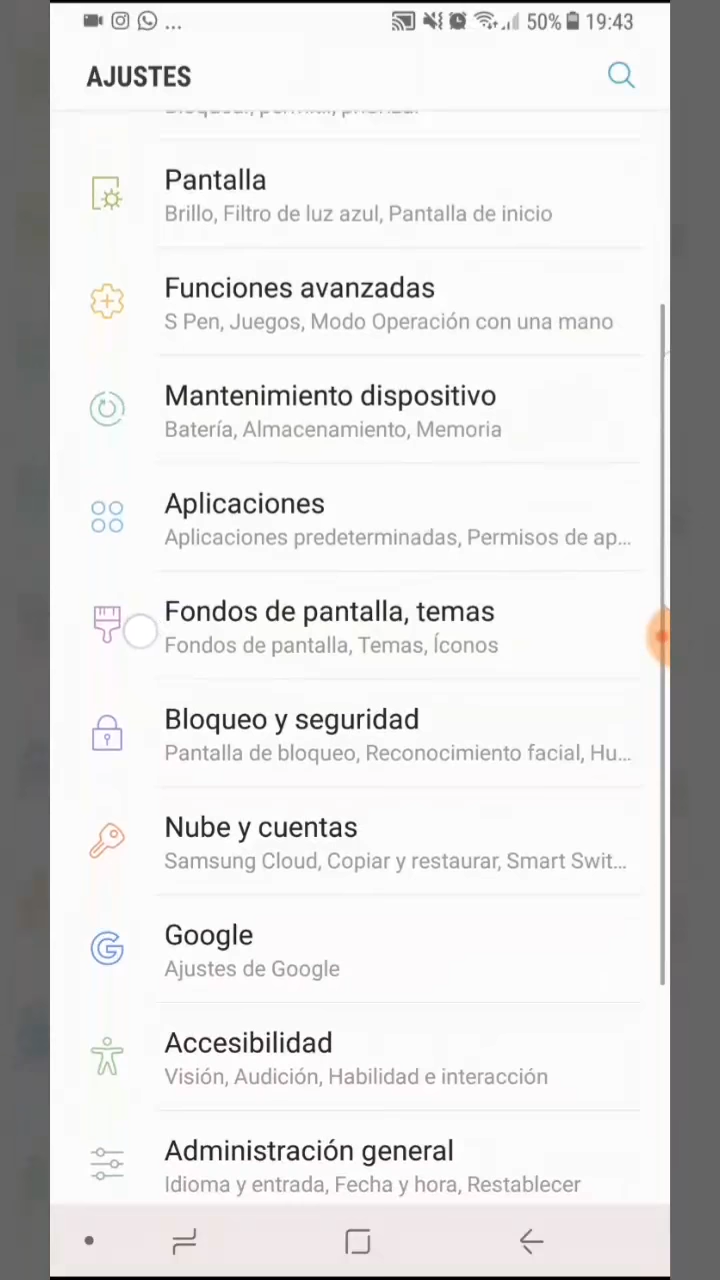 ... 50% 19:43
AJUSTES
Pantalla
Brillo, Filtro de luz azul, Pantalla de inicio
Funciones avanzadas
S Pen, Juegos, Modo Operación con una mano
Mantenimiento dispositivo
Batería, Almacenamiento, Memoria
Aplicaciones
Aplicaciones predeterminadas, Permisos de ap...
Fondos de pantalla, temas
Fondos de pantalla, Temas, Íconos
Bloqueo y seguridad
Pantalla de bloqueo, Reconocimiento facial, Hu...
Nube y cuentas
Samsung Cloud, Copiar y restaurar, Smart Swit...
Google
Ajustes de Google
Accesibilidad
Visión, Audición, Habilidad e interacción
Administración general
Idioma y entrada, Fecha y hora, Restablecer